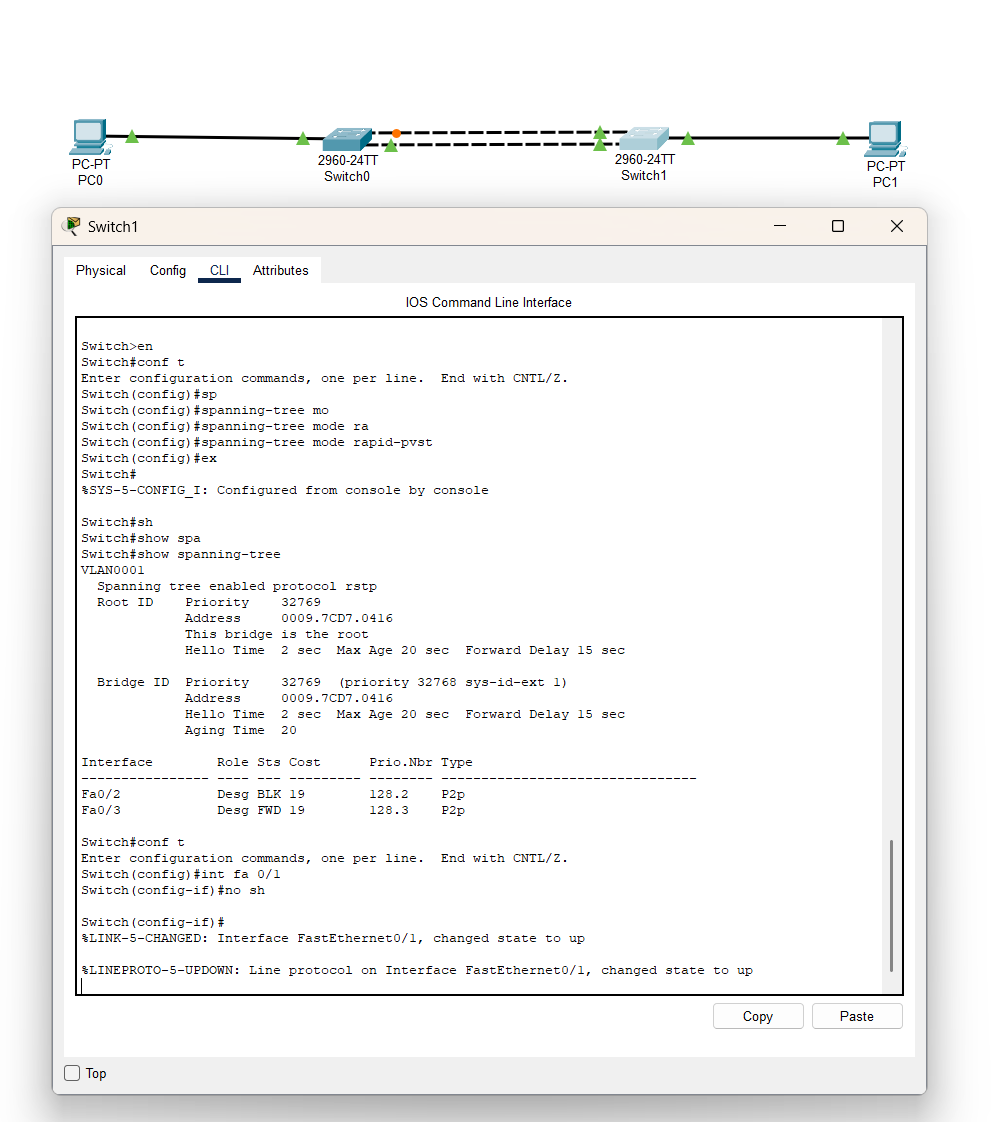 PC-PT
PC0
2960-24TT
Switch0
2960-24TT
Switch1
PC-PT
PC1
Switch1
Physical Config CLI Attributes
IOS Command Line Interface
Switch>en
Switch#conf t
Enter configuration commands, one per line.  End with CNTL/Z.
Switch(config)#sp
Switch(config)#spanning-tree mo
Switch(config)#spanning-tree mode ra
Switch(config)#spanning-tree mode rapid-pvst
Switch(config)#ex
Switch#
%SYS-5-CONFIG_I: Configured from console by console
Switch#sh
Switch#show spa
Switch#show spanning-tree
VLAN0001
  Spanning tree enabled protocol rstp
  Root ID    Priority    32769
             Address     0009.7CD7.0416
             This bridge is the root
             Hello Time  2 sec  Max Age 20 sec  Forward Delay 15 sec
  Bridge ID  Priority    32769  (priority 32768 sys-id-ext 1)
             Address     0009.7CD7.0416
             Hello Time  2 sec  Max Age 20 sec  Forward Delay 15 sec
             Aging Time  20
Interface        Role Sts Cost      Prio.Nbr Type
---------------- ---- --- --------- -------- --------------------------------
Fa0/2            Desg BLK 19        128.2    P2p
Fa0/3            Desg FWD 19        128.3    P2p
Switch#conf t
Enter configuration commands, one per line.  End with CNTL/Z.
Switch(config)#int fa 0/1
Switch(config-if)#no sh
Switch(config-if)#
%LINK-5-CHANGED: Interface FastEthernet0/1, changed state to up
%LINEPROTO-5-UPDOWN: Line protocol on Interface FastEthernet0/1, changed state to up
Copy Paste
Top